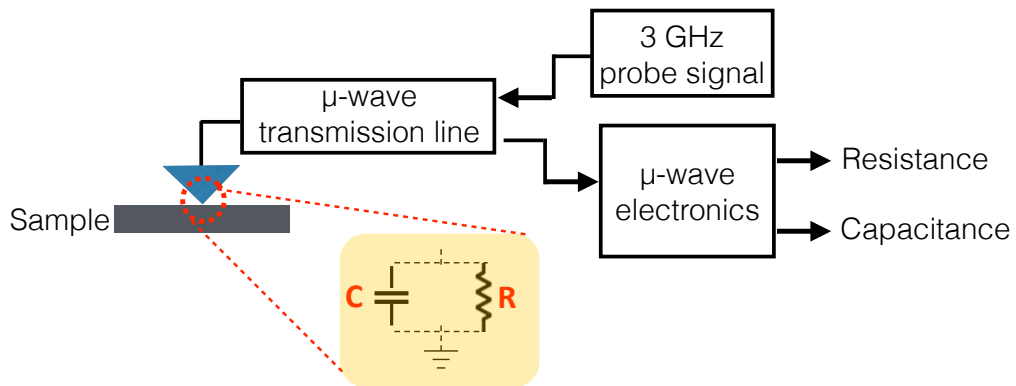 3 GHz
probe signal
µ-wave
transmission line
µ-wave
electronics
Resistance
Capacitance
Sample
C
R